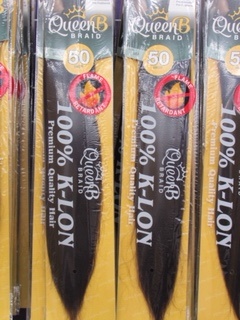 QueenB
BRAID
50
FLAME
RETARDANT
QueenB
BRAID
100% K-LON
Premium Quality Hair
QueenB
BRAID
50
FLAME
RETARDANT
QueenB
BRAID
100% K-LON
Premium Quality Hair